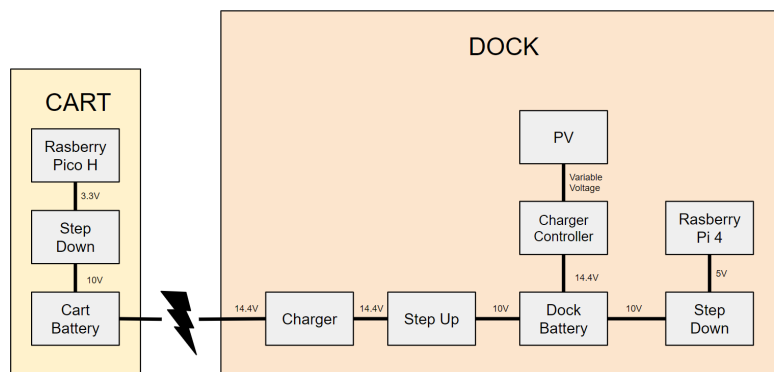 DOCK
CART
Rasberry
Pico H
3.3V
Step
Down
10V
Cart
Battery
14.4V
Charger
14.4V
Step Up
10V
PV
Variable
Voltage
Charger
Controller
14.4V
Dock
Battery
10V
Rasberry
Pi 4
5V
Step
Down